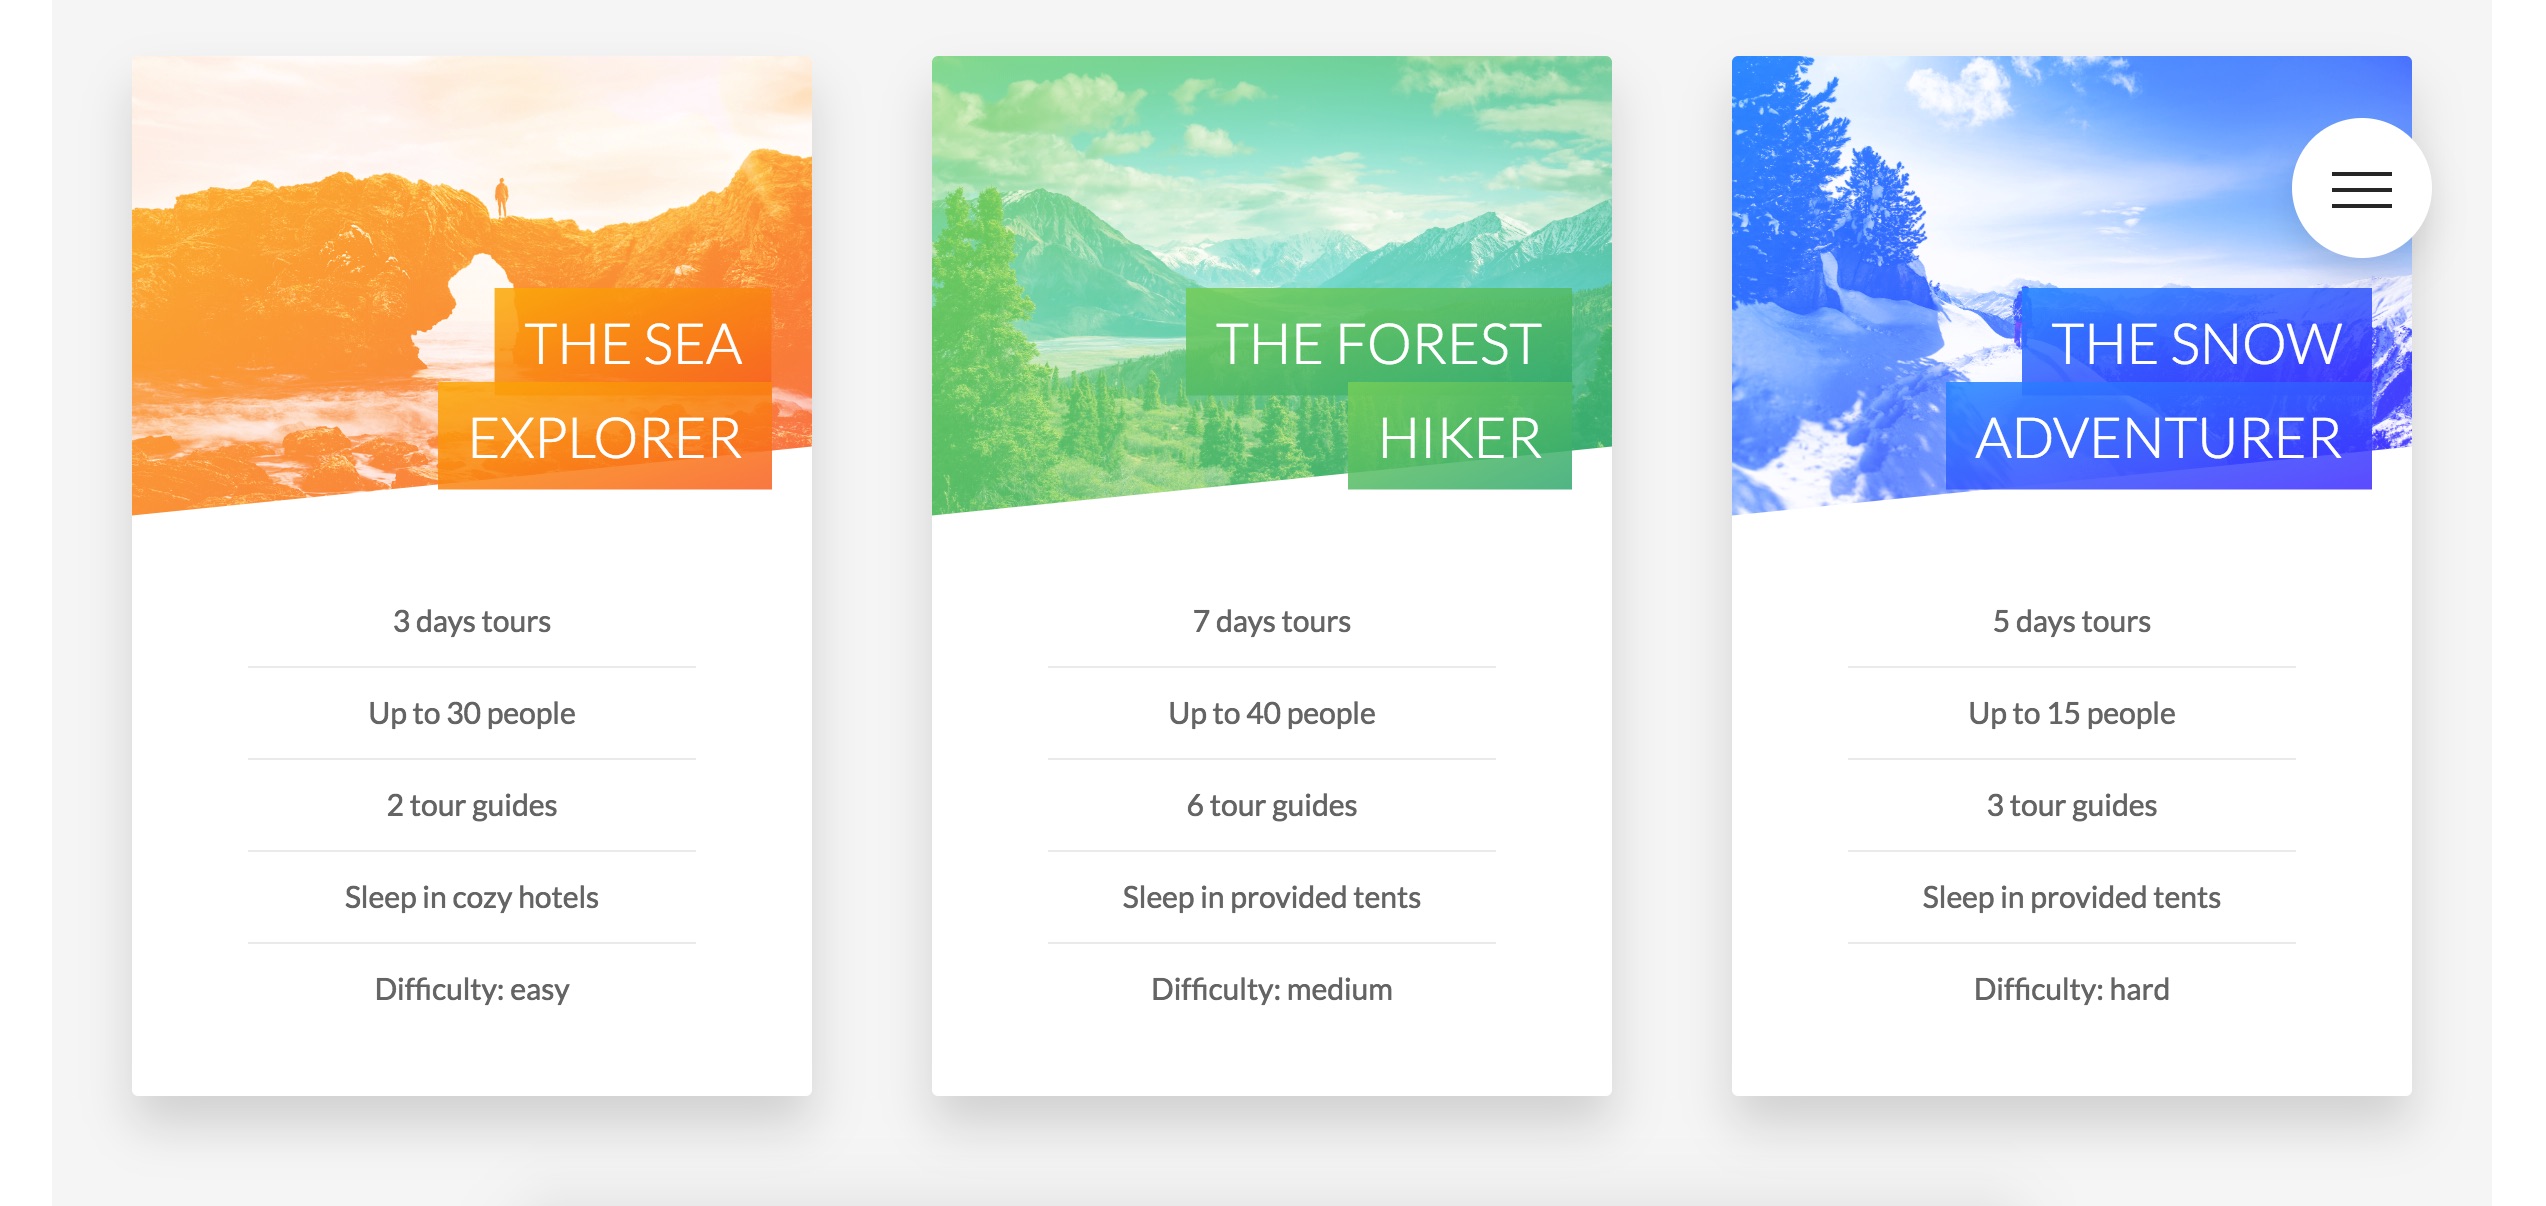 THE SEA
EXPLORER
3 days tours
Up to 30 people
2 tour guides
Sleep in cozy hotels
Difficulty: easy
THE FOREST
HIKER
7 days tours
Up to 40 people
6 tour guides
Sleep in provided tents
Difficulty: medium
THE SNOW
ADVENTURER
5 days tours
Up to 15 people
3 tour guides
Sleep in provided tents
Difficulty: hard